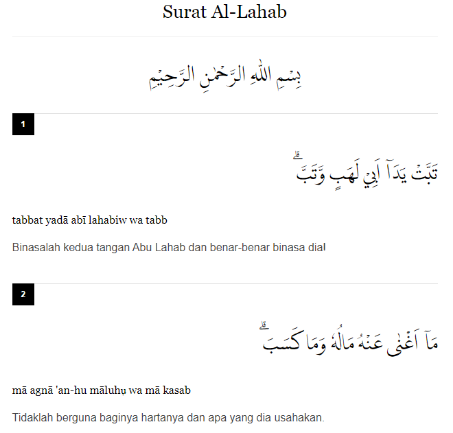 Surat Al-Lahab
بِسْمِ اللّٰهِ الرَّحْمٰنِ الرَّحِيْمِ
1
تَبَّتْ يَدَآ اَبِيْ لَهَبٍ وَّتَبَّۗ
tabbat yadā abī lahabiw wa tabb
Binasalah kedua tangan Abu Lahab dan benar-benar binasa dia!
2
مَآ اَغْنٰى عَنْهُ مَالُهٗ وَمَا كَسَبَۗ
mā agnā 'an-hu māluhụ wa mā kasab
Tidaklah berguna baginya hartanya dan apa yang dia usahakan.